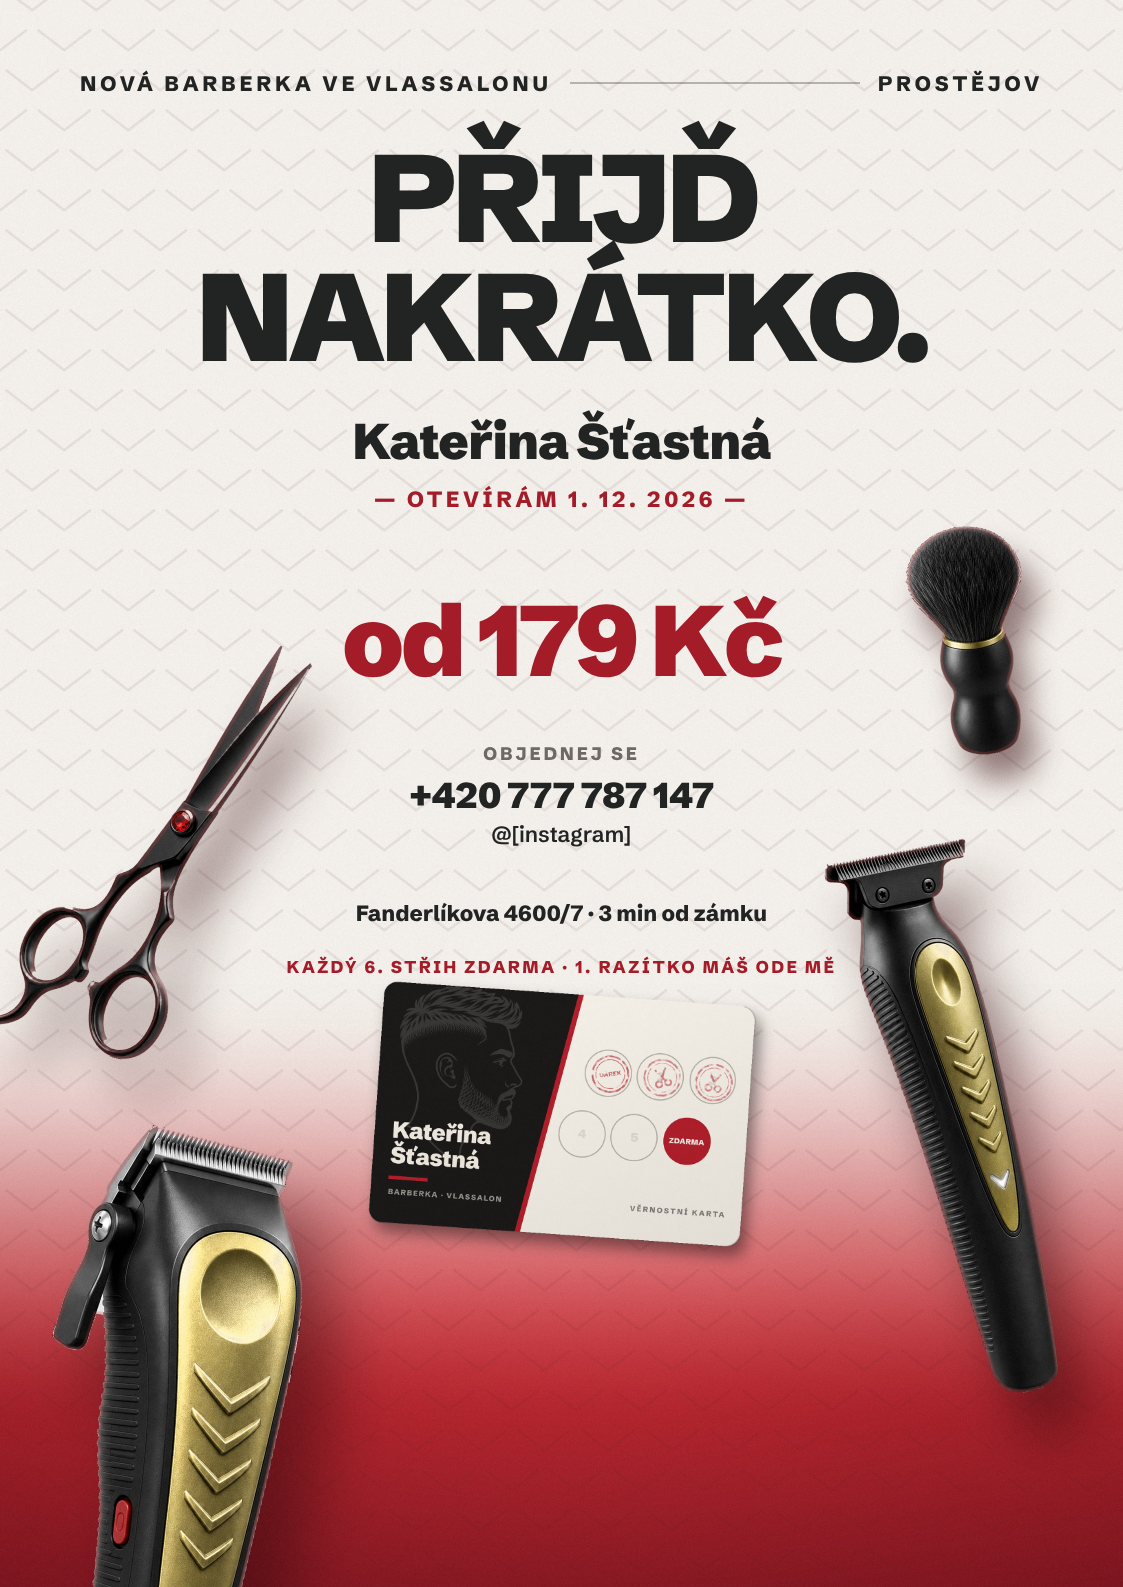 NOVÁ BARBERKA VE VLASSALONU PROSTĚJOV
PŘIJĎ
NAKRÁTKO.
Kateřina Šťastná
— OTEVÍRÁM 1. 12. 2026 —
od 179 Kč
OBJEDNEJ SE
+420 777 787 147
@[instagram]
Fanderlíkova 4600/7 · 3 min od zámku
KAŽDÝ 6. STŘIH ZDARMA · 1. RAZÍTKO MÁŠ ODE MĚ
Kateřina
Šťastná
BARBERKA · VLASSALON
DÁREK
4 5 ZDARMA
VĚRNOSTNÍ KARTA